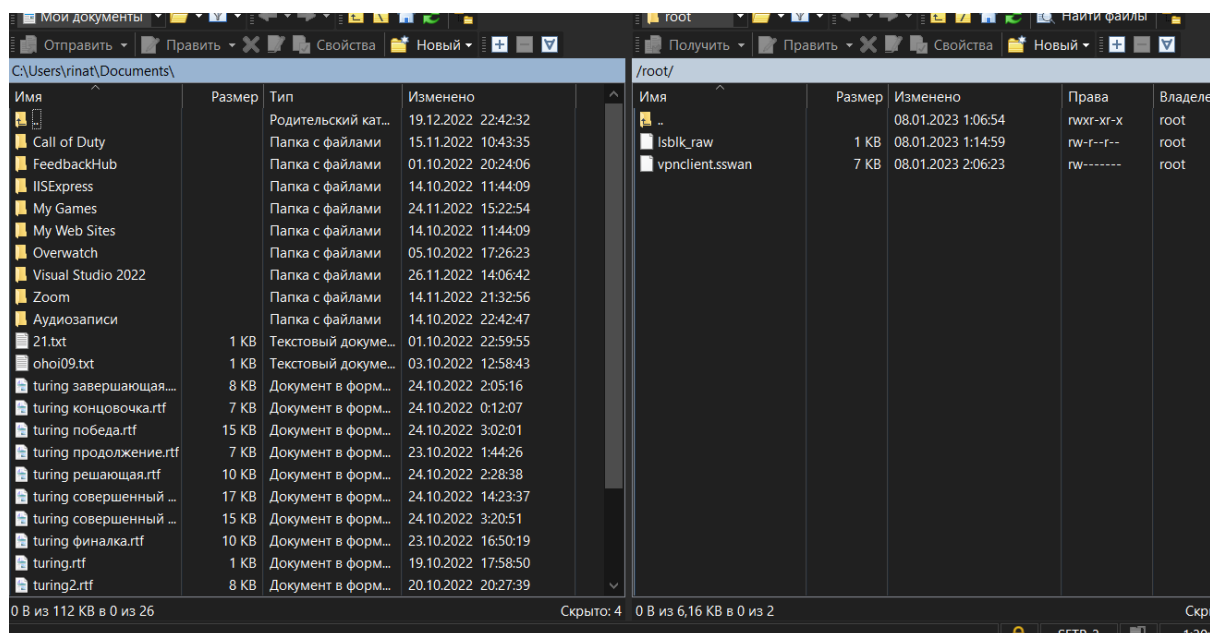 Мои документы
root
Найти файлы
Отправить
Править
Свойства
Новый
Получить
Править
Свойства
Новый
C:\Users\rinat\Documents\
Имя Размер Тип Изменено
.. Родительский кат... 19.12.2022 22:42:32
Call of Duty Папка с файлами 15.11.2022 10:43:35
FeedbackHub Папка с файлами 01.10.2022 20:24:06
IISExpress Папка с файлами 14.10.2022 11:44:09
My Games Папка с файлами 24.11.2022 15:22:54
My Web Sites Папка с файлами 14.10.2022 11:44:09
Overwatch Папка с файлами 05.10.2022 17:26:23
Visual Studio 2022 Папка с файлами 26.11.2022 14:06:42
Zoom Папка с файлами 14.11.2022 21:32:56
Аудиозаписи Папка с файлами 14.10.2022 22:42:47
21.txt 1 KB Текстовый докуме... 01.10.2022 22:59:55
ohoi09.txt 1 KB Текстовый докуме... 03.10.2022 12:58:43
turing завершающая.... 8 KB Документ в форм... 24.10.2022 2:05:16
turing концовочка.rtf 7 KB Документ в форм... 24.10.2022 0:12:07
turing победа.rtf 15 KB Документ в форм... 24.10.2022 3:02:01
turing продолжение.rtf 7 KB Документ в форм... 23.10.2022 1:44:26
turing решающая.rtf 10 KB Документ в форм... 24.10.2022 2:28:38
turing совершенный ... 17 KB Документ в форм... 24.10.2022 14:23:37
turing совершенный ... 15 KB Документ в форм... 24.10.2022 3:20:51
turing финалка.rtf 10 KB Документ в форм... 23.10.2022 16:50:19
turing.rtf 1 KB Документ в форм... 19.10.2022 17:58:50
turing2.rtf 8 KB Документ в форм... 20.10.2022 20:27:39
0 B из 112 KB в 0 из 26 Скрыто: 4
/root/
Имя Размер Изменено Права Владеле
.. 08.01.2023 1:06:54 rwxr-xr-x root
lsblk_raw 1 KB 08.01.2023 1:14:59 rw-r--r-- root
vpnclient.sswan 7 KB 08.01.2023 2:06:23 rw------- root
0 B из 6,16 KB в 0 из 2 Скр